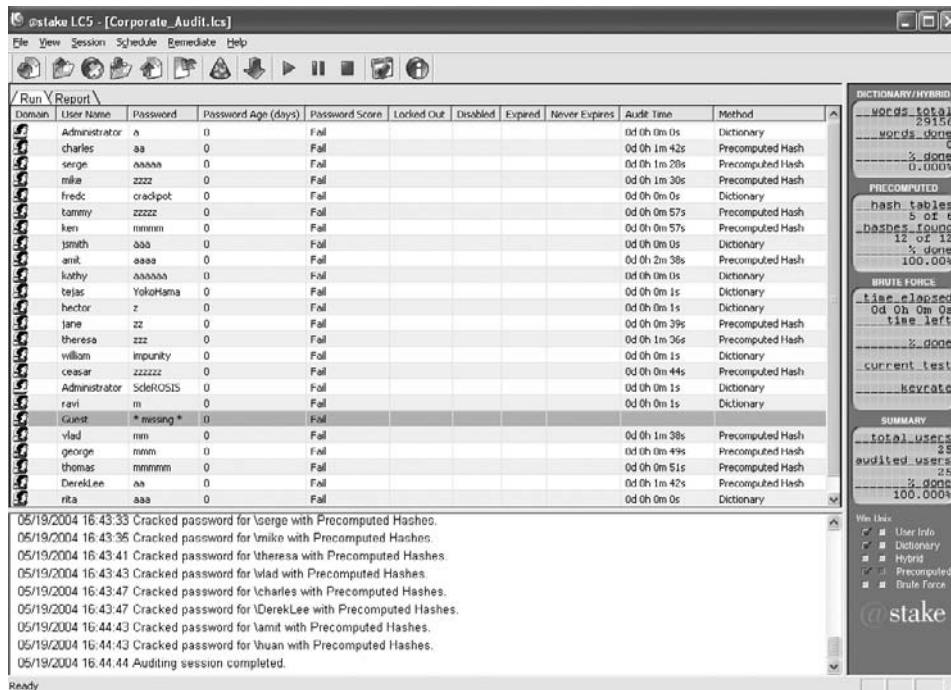 @stake LC5 - [Corporate_Audit.lcs]
File View Session Schedule Remediate Help
Run Report
Domain User Name Password Password Age (days) Password Score Locked Out Disabled Expired Never Expires Audit Time Method
Administrator a 0 Fail 0d 0h 0m 0s Dictionary
charles aa 0 Fail 0d 0h 1m 42s Precomputed Hash
serge aaaaa 0 Fail 0d 0h 1m 28s Precomputed Hash
mike zzzz 0 Fail 0d 0h 1m 30s Precomputed Hash
fredc crackpot 0 Fail 0d 0h 0m 0s Dictionary
tammy zzzzz 0 Fail 0d 0h 0m 57s Precomputed Hash
ken mmmm 0 Fail 0d 0h 0m 57s Precomputed Hash
jsmith aaa 0 Fail 0d 0h 0m 0s Dictionary
amit aaaa 0 Fail 0d 0h 2m 38s Precomputed Hash
kathy aaaaaa 0 Fail 0d 0h 0m 0s Dictionary
tejas YokoHama 0 Fail 0d 0h 0m 1s Dictionary
hector z 0 Fail 0d 0h 0m 1s Dictionary
jane zz 0 Fail 0d 0h 0m 39s Precomputed Hash
theresa zzz 0 Fail 0d 0h 1m 36s Precomputed Hash
william impunity 0 Fail 0d 0h 0m 1s Dictionary
ceasar zzzzzz 0 Fail 0d 0h 0m 44s Precomputed Hash
Administrator ScleROSIS 0 Fail 0d 0h 0m 1s Dictionary
ravi m 0 Fail 0d 0h 0m 1s Dictionary
Guest * missing * 0 Fail
vlad mm 0 Fail 0d 0h 1m 38s Precomputed Hash
george mmm 0 Fail 0d 0h 0m 49s Precomputed Hash
thomas mmmmm 0 Fail 0d 0h 0m 51s Precomputed Hash
DerekLee aa 0 Fail 0d 0h 1m 42s Precomputed Hash
rita aaa 0 Fail 0d 0h 0m 0s Dictionary
05/19/2004 16:43:33 Cracked password for \serge with Precomputed Hashes.
05/19/2004 16:43:36 Cracked password for \mike with Precomputed Hashes.
05/19/2004 16:43:41 Cracked password for \theresa with Precomputed Hashes.
05/19/2004 16:43:43 Cracked password for \vlad with Precomputed Hashes.
05/19/2004 16:43:47 Cracked password for \charles with Precomputed Hashes.
05/19/2004 16:43:47 Cracked password for \DerekLee with Precomputed Hashes.
05/19/2004 16:44:43 Cracked password for \amit with Precomputed Hashes.
05/19/2004 16:44:43 Cracked password for \huan with Precomputed Hashes.
05/19/2004 16:44:44 Auditing session completed.
Ready
DICTIONARY/HYBRID
words total
29156
words done
0
% done
0.000%
PRECOMPUTED
hash tables
5 of
hashes found
12 of 12
% done
100.00%
BRUTE FORCE
time elapsed
0d 0h 0m 0s
time left
% done
current test
keyrate
SUMMARY
total users
25
audited users
25
% done
100.000%
Win Unix
User Info
Dictionary
Hybrid
Precomputed
Brute Force
@stake